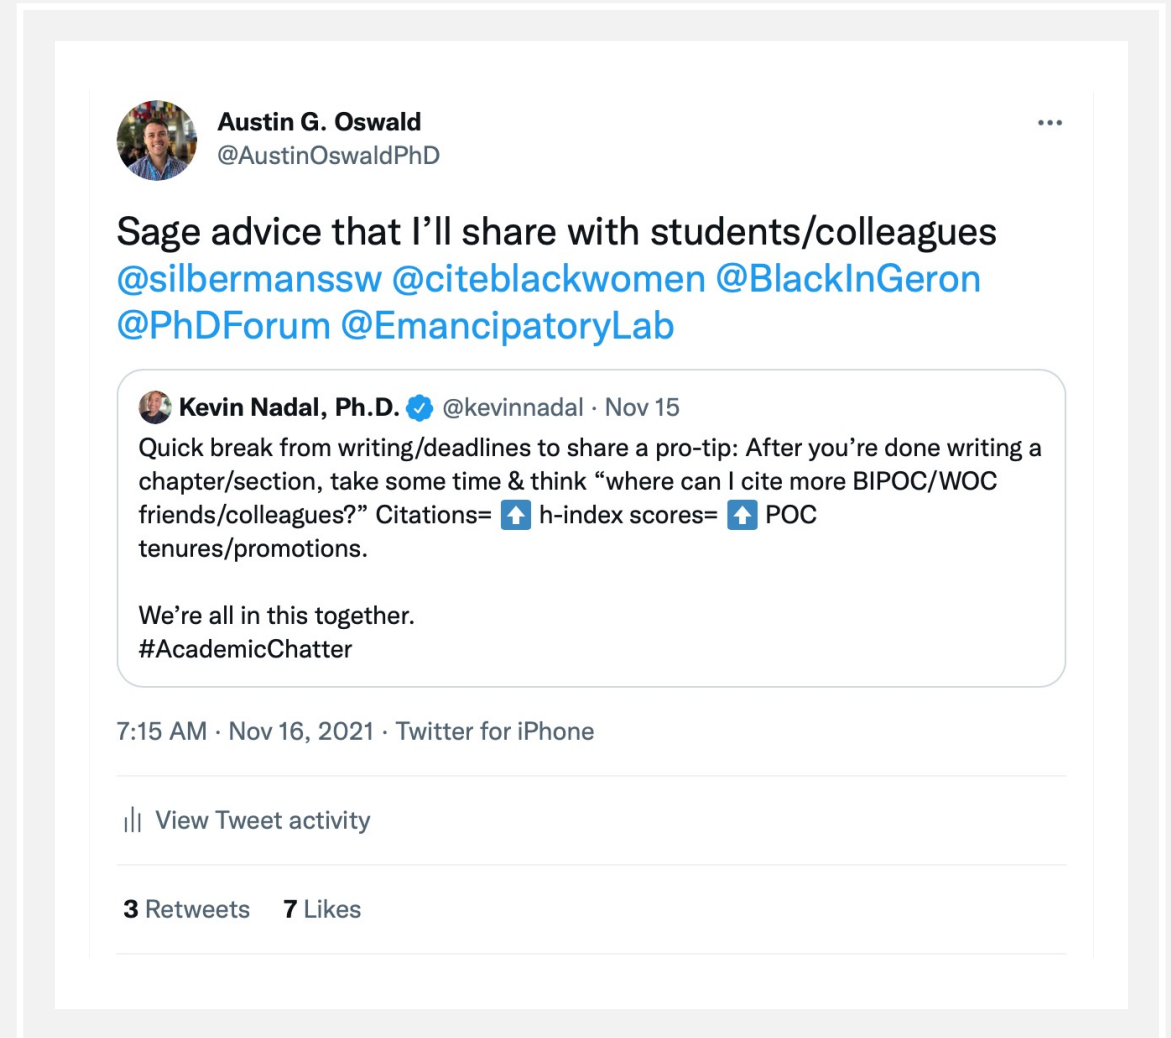 Austin G. Oswald
@AustinOswaldPhD
Sage advice that I’ll share with students/colleagues
@silbermanssw @citeblackwomen @BlackInGeron
@PhDForum @EmancipatoryLab
Kevin Nadal, Ph.D. @kevinnadal · Nov 15
Quick break from writing/deadlines to share a pro-tip: After you’re done writing a
chapter/section, take some time & think “where can I cite more BIPOC/WOC
friends/colleagues?” Citations= ⬆️ h-index scores= ⬆️ POC
tenures/promotions.
We’re all in this together.
#AcademicChatter
7:15 AM · Nov 16, 2021 · Twitter for iPhone
View Tweet activity
3 Retweets 7 Likes